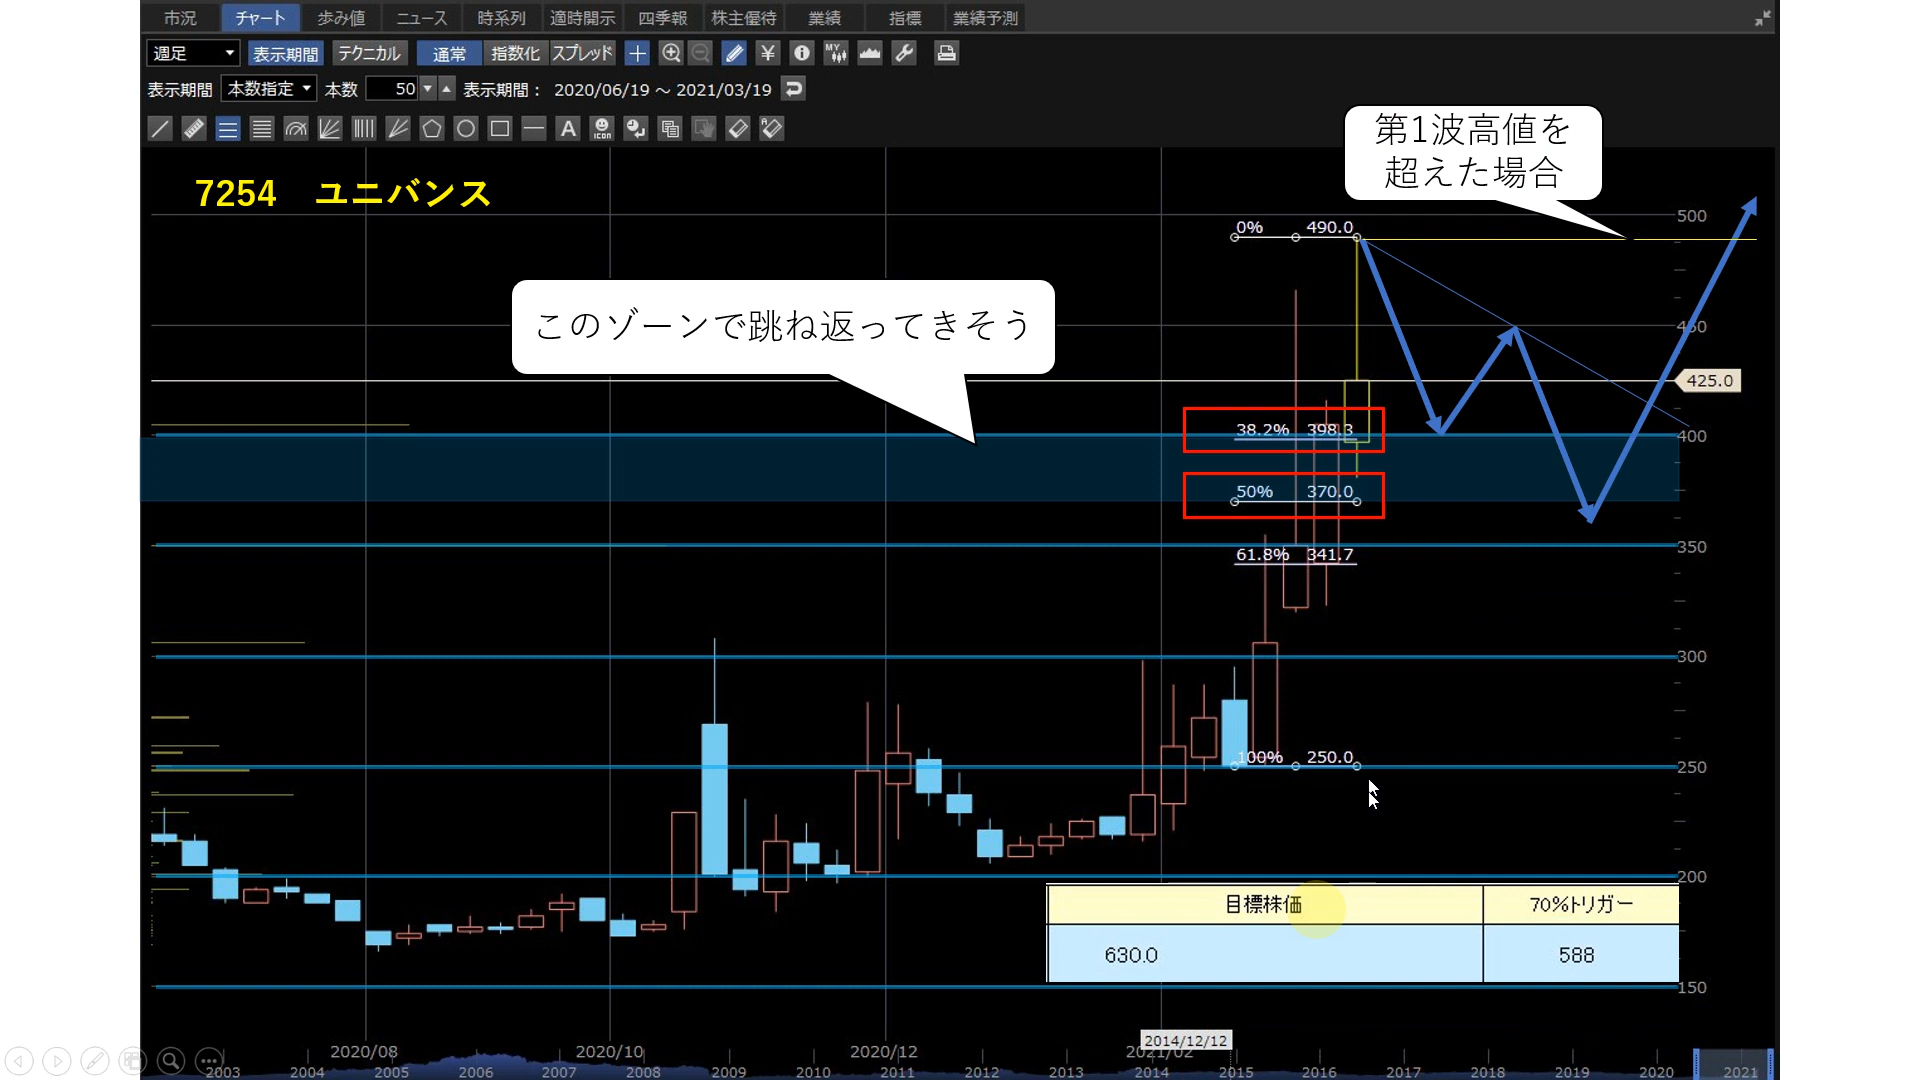 市況 チャート 歩み値 ニュース 時系列 適時開示 四季報 株主優待 業績 指標 業績予測
週足 表示期間 テクニカル 通常 指数化 スプレッド ¥ MY
表示期間 本数指定 本数 50 表示期間： 2020/06/19 ～ 2021/03/19
A ICON
第1波高値を
超えた場合
7254 ユニバンス
500
0% 490.0
このゾーンで跳ね返ってきそう
450
425.0
38.2% 398.3
400
50% 370.0
350
61.8% 341.7
300
100% 250.0
250
200
目標株価 70%トリガー
630.0 588
150
2014/12/12
2020/08 2020/10 2020/12 2021/02
2003 2004 2005 2006 2007 2008 2009 2010 2011 2012 2013 2014 2015 2016 2017 2018 2019 2020 2021